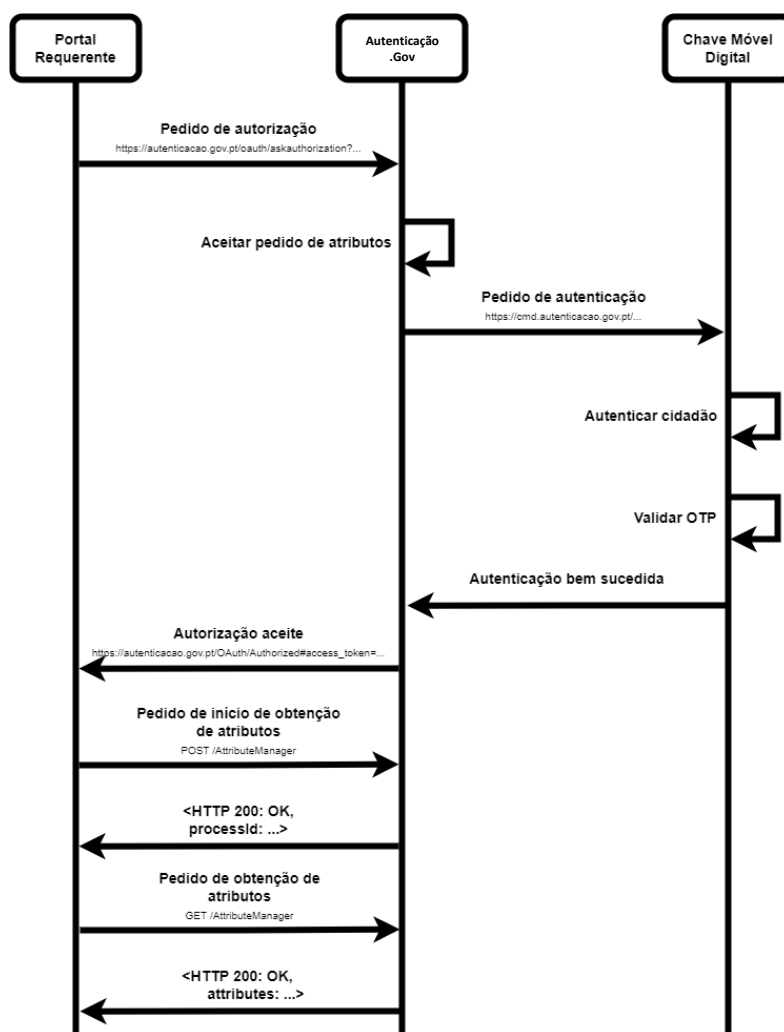 Portal
Requerente
Autenticação
.Gov
Chave Móvel
Digital
Pedido de autorização
https://autenticacao.gov.pt/oauth/askauthorization?...
Aceitar pedido de atributos
Pedido de autenticação
https://cmd.autenticacao.gov.pt/...
Autenticar cidadão
Validar OTP
Autenticação bem sucedida
Autorização aceite
https://autenticacao.gov.pt/OAuth/Authorized#access_token=...
Pedido de início de obtenção
de atributos
POST /AttributeManager
<HTTP 200: OK,
processId: ...>
Pedido de obtenção de
atributos
GET /AttributeManager
<HTTP 200: OK,
attributes: ...>